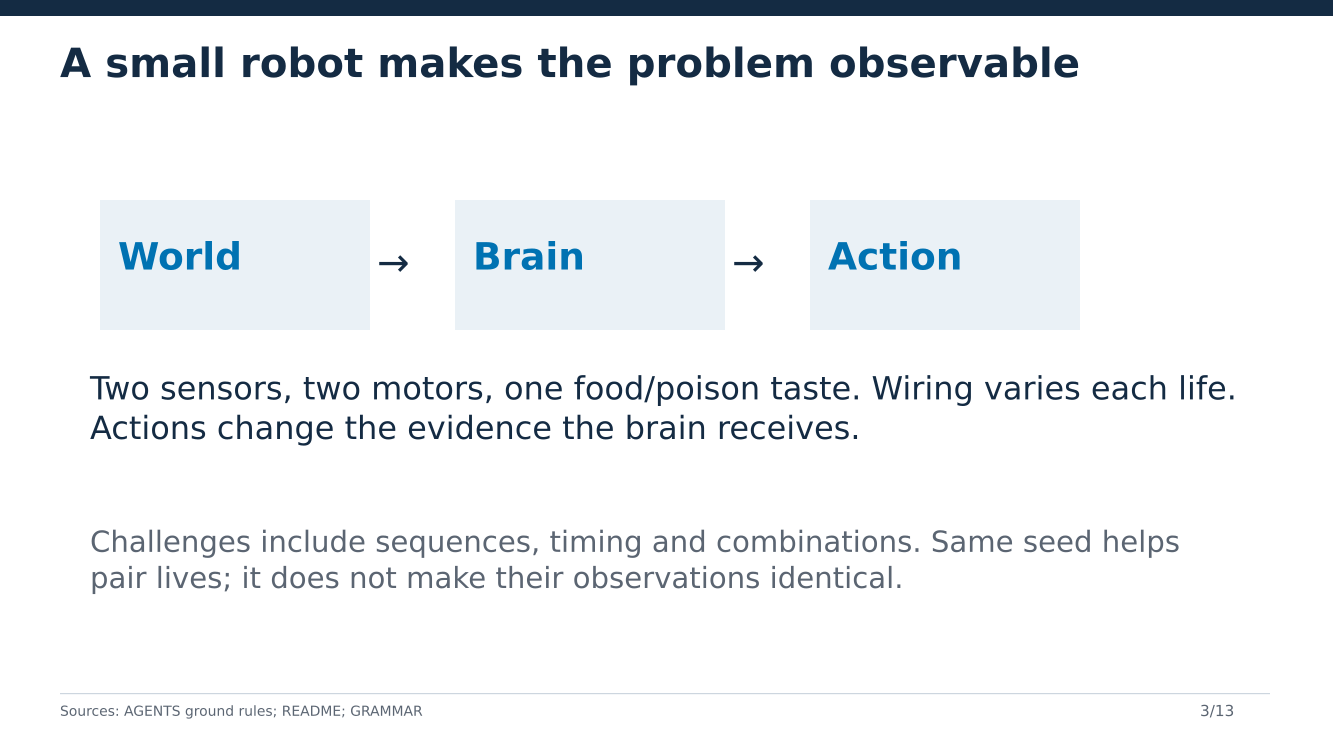 A small robot makes the problem observable
World → Brain → Action
Two sensors, two motors, one food/poison taste. Wiring varies each life.
Actions change the evidence the brain receives.
Challenges include sequences, timing and combinations. Same seed helps
pair lives; it does not make their observations identical.
Sources: AGENTS ground rules; README; GRAMMAR
3/13